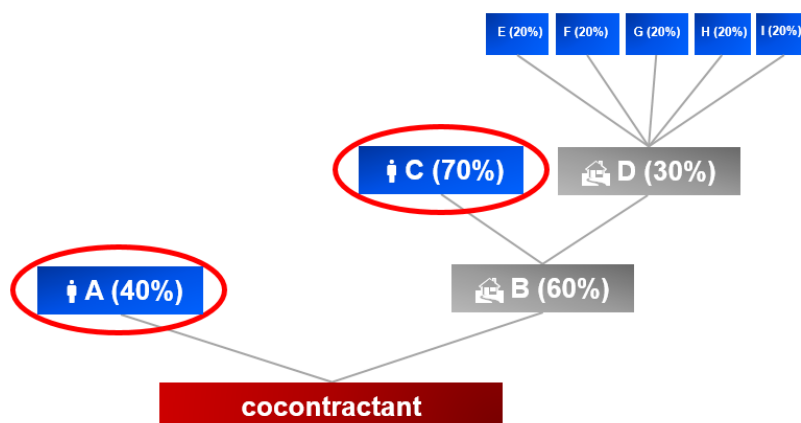 E (20%) F (20%) G (20%) H (20%) I (20%)
C (70%) D (30%)
A (40%) B (60%)
cocontractant